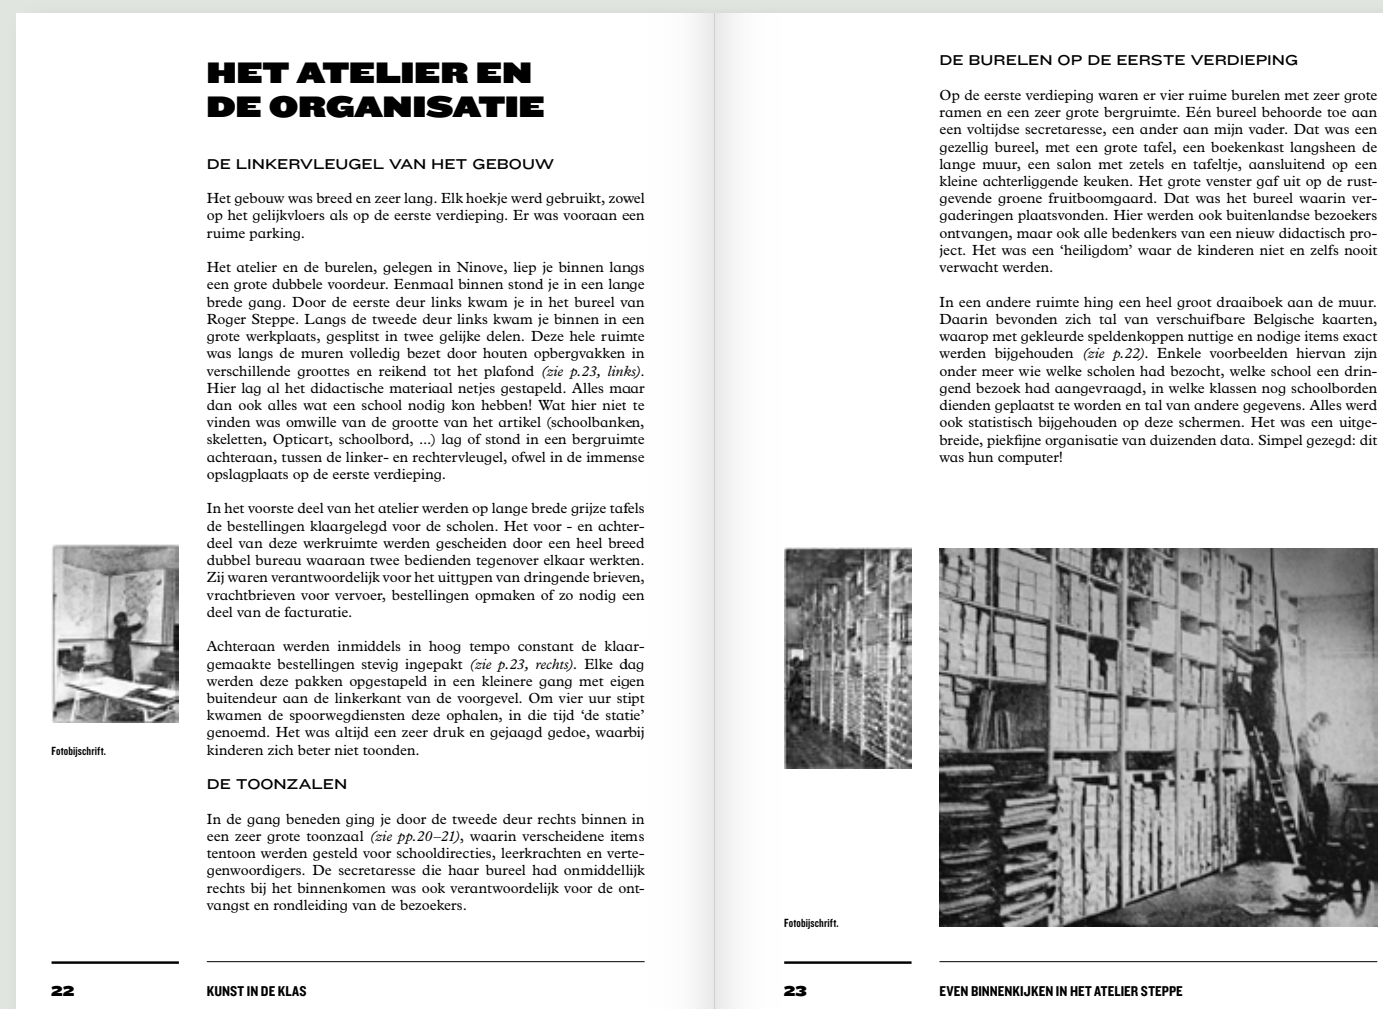 HET ATELIER EN
DE ORGANISATIE
DE LINKERVLEUGEL VAN HET GEBOUW
Het gebouw was breed en zeer lang. Elk hoekje werd gebruikt, zowel
op het gelijkvloers als op de eerste verdieping. Er was vooraan een
ruime parking.
Het atelier en de burelen, gelegen in Ninove, liep je binnen langs
een grote dubbele voordeur. Eenmaal binnen stond je in een lange
brede gang. Door de eerste deur links kwam je in het bureel van
Roger Steppe. Langs de tweede deur links kwam je binnen in een
grote werkplaats, gesplitst in twee gelijke delen. Deze hele ruimte
was langs de muren volledig bezet door houten opbergvakken in
verschillende groottes en reikend tot het plafond (zie p.23, links).
Hier lag al het didactische materiaal netjes gestapeld. Alles maar
dan ook alles wat een school nodig kon hebben! Wat hier niet te
vinden was omwille van de grootte van het artikel (schoolbanken,
skeletten, Opticart, schoolbord, ...) lag of stond in een bergruimte
achteraan, tussen de linker- en rechtervleugel, ofwel in de immense
opslagplaats op de eerste verdieping.
In het voorste deel van het atelier werden op lange brede grijze tafels
de bestellingen klaargelegd voor de scholen. Het voor - en achter-
deel van deze werkruimte werden gescheiden door een heel breed
dubbel bureau waaraan twee bedienden tegenover elkaar werkten.
Zij waren verantwoordelijk voor het uittypen van dringende brieven,
vrachtbrieven voor vervoer, bestellingen opmaken of zo nodig een
deel van de facturatie.
Achteraan werden inmiddels in hoog tempo constant de klaar-
gemaakte bestellingen stevig ingepakt (zie p.23, rechts). Elke dag
werden deze pakken opgestapeld in een kleinere gang met eigen
buitendeur aan de linkerkant van de voorgevel. Om vier uur stipt
kwamen de spoorwegdiensten deze ophalen, in die tijd ‘de statie’
genoemd. Het was altijd een zeer druk en gejaagd gedoe, waarbij
kinderen zich beter niet toonden.
DE TOONZALEN
In de gang beneden ging je door de tweede deur rechts binnen in
een zeer grote toonzaal (zie pp.20–21), waarin verscheidene items
tentoon werden gesteld voor schooldirecties, leerkrachten en verte-
genwoordigers. De secretaresse die haar bureel had onmiddellijk
rechts bij het binnenkomen was ook verantwoordelijk voor de ont-
vangst en rondleiding van de bezoekers.
Fotobijschrift.
22
KUNST IN DE KLAS
DE BURELEN OP DE EERSTE VERDIEPING
Op de eerste verdieping waren er vier ruime burelen met zeer grote
ramen en een zeer grote bergruimte. Eén bureel behoorde toe aan
een voltijdse secretaresse, een ander aan mijn vader. Dat was een
gezellig bureel, met een grote tafel, een boekenkast langsheen de
lange muur, een salon met zetels en tafeltje, aansluitend op een
kleine achterliggende keuken. Het grote venster gaf uit op de rust-
gevende groene fruitboomgaard. Dat was het bureel waarin ver-
gaderingen plaatsvonden. Hier werden ook buitenlandse bezoekers
ontvangen, maar ook alle bedenkers van een nieuw didactisch pro-
ject. Het was een ‘heiligdom’ waar de kinderen niet en zelfs nooit
verwacht werden.
In een andere ruimte hing een heel groot draaiboek aan de muur.
Daarin bevonden zich tal van verschuifbare Belgische kaarten,
waarop met gekleurde speldenkoppen nuttige en nodige items exact
werden bijgehouden (zie p.22). Enkele voorbeelden hiervan zijn
onder meer wie welke scholen had bezocht, welke school een drin-
gend bezoek had aangevraagd, in welke klassen nog schoolborden
dienden geplaatst te worden en tal van andere gegevens. Alles werd
ook statistisch bijgehouden op deze schermen. Het was een uitge-
breide, piekfijne organisatie van duizenden data. Simpel gezegd: dit
was hun computer!
Fotobijschrift.
23
EVEN BINNENKIJKEN IN HET ATELIER STEPPE